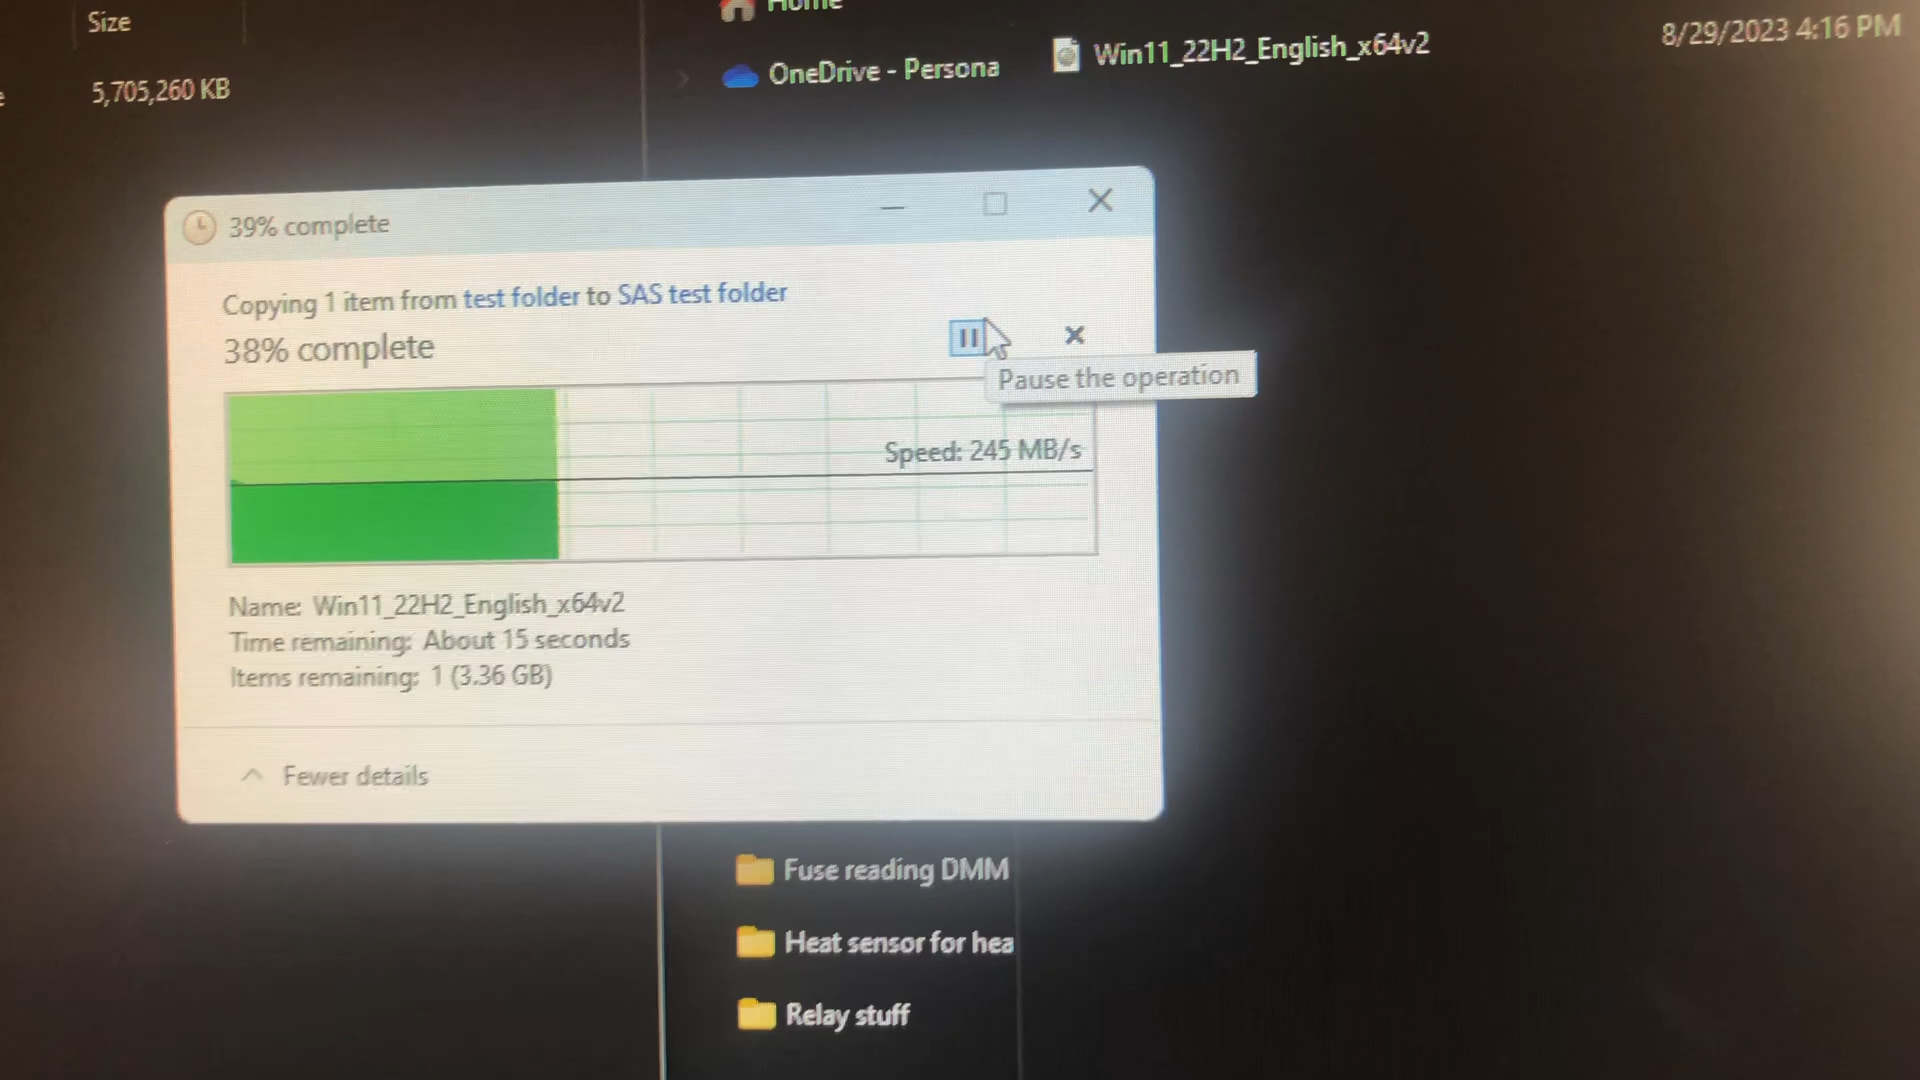 Size
Home
5,705,260 KB
OneDrive - Persona
Win11_22H2_English_x64v2
8/29/2023 4:16 PM
39% complete
Copying 1 item from test folder to SAS test folder
38% complete
Pause the operation
Speed: 245 MB/s
Name: Win11_22H2_English_x64v2
Time remaining: About 15 seconds
Items remaining: 1 (3.36 GB)
Fewer details
Fuse reading DMM
Heat sensor for hea
Relay stuff